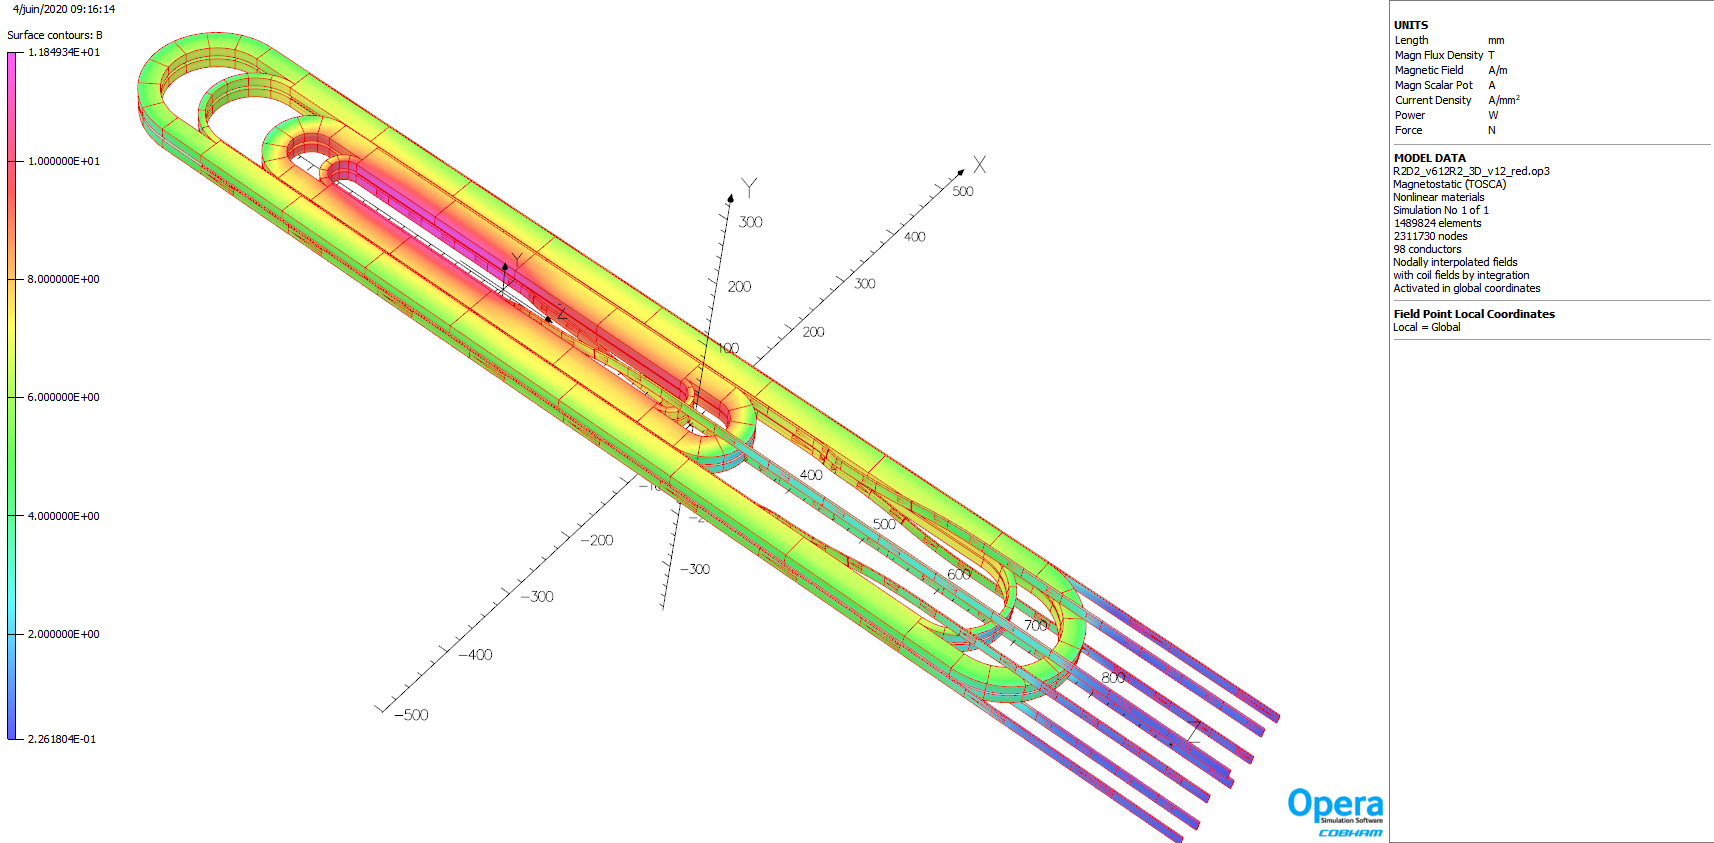 4/juin/2020 09:16:14
Surface contours: B
1.184934E+01
1.000000E+01
8.000000E+00
6.000000E+00
4.000000E+00
2.000000E+00
2.261804E-01
X
500
400
300
200
Y
300
200
100
Y
Z
400
500
600
700
800
Z
-200
-300
-300
-400
-500
Opera
Simulation Software
COBHAM
UNITS
Length mm
Magn Flux Density T
Magnetic Field A/m
Magn Scalar Pot A
Current Density A/mm²
Power W
Force N
MODEL DATA
R2D2_v612R2_3D_v12_red.op3
Magnetostatic (TOSCA)
Nonlinear materials
Simulation No 1 of 1
1489824 elements
2311730 nodes
98 conductors
Nodally interpolated fields
with coil fields by integration
Activated in global coordinates
Field Point Local Coordinates
Local = Global